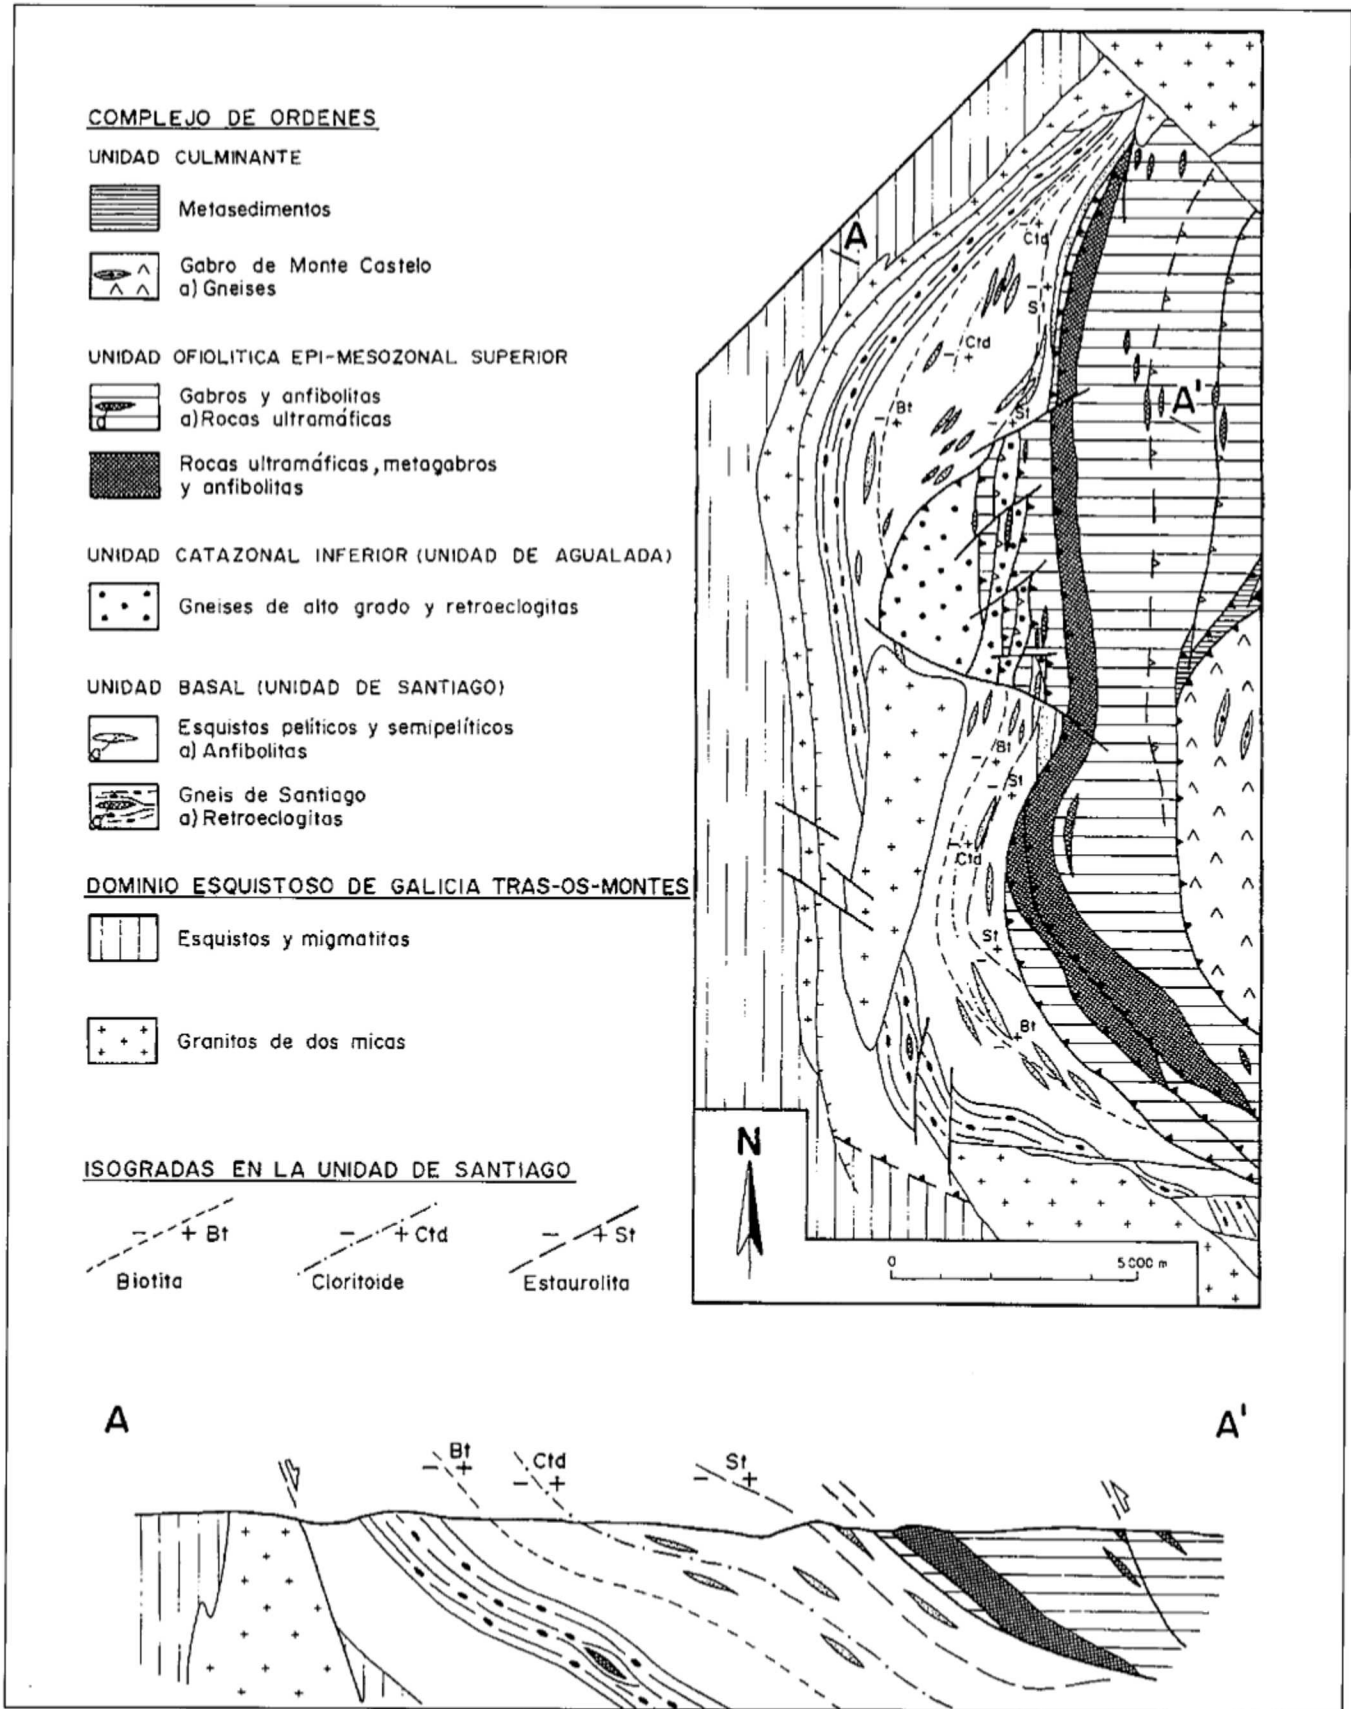 COMPLEJO DE ORDENES
UNIDAD CULMINANTE
Metasedimentos
Gabro de Monte Castelo
a) Gneises
UNIDAD OFIOLITICA EPI-MESOZONAL SUPERIOR
Gabros y anfibolitas
a) Rocas ultramáficas
a
Rocas ultramáficas, metagabros
y anfibolitas
UNIDAD CATAZONAL INFERIOR (UNIDAD DE AGUALADA)
Gneises de alto grado y retroeclogitas
UNIDAD BASAL (UNIDAD DE SANTIAGO)
Esquistos pelíticos y semipelíticos
a) Anfibolitas
a
Gneis de Santiago
a) Retroeclogitas
a
DOMINIO ESQUISTOSO DE GALICIA TRAS-OS-MONTES
Esquistos y migmatitas
Granitos de dos micas
ISOGRADAS EN LA UNIDAD DE SANTIAGO
- + Bt
- + Ctd
- + St
Biotita
Cloritoide
Estaurolita
A
- + Ctd
- + St
- + Ctd
A'
- + Bt
- + St
- + Bt
- + St
- + Ctd
- + St
- + Bt
N
0 5000 m
A
A'
- + Bt
- + Ctd
- + St